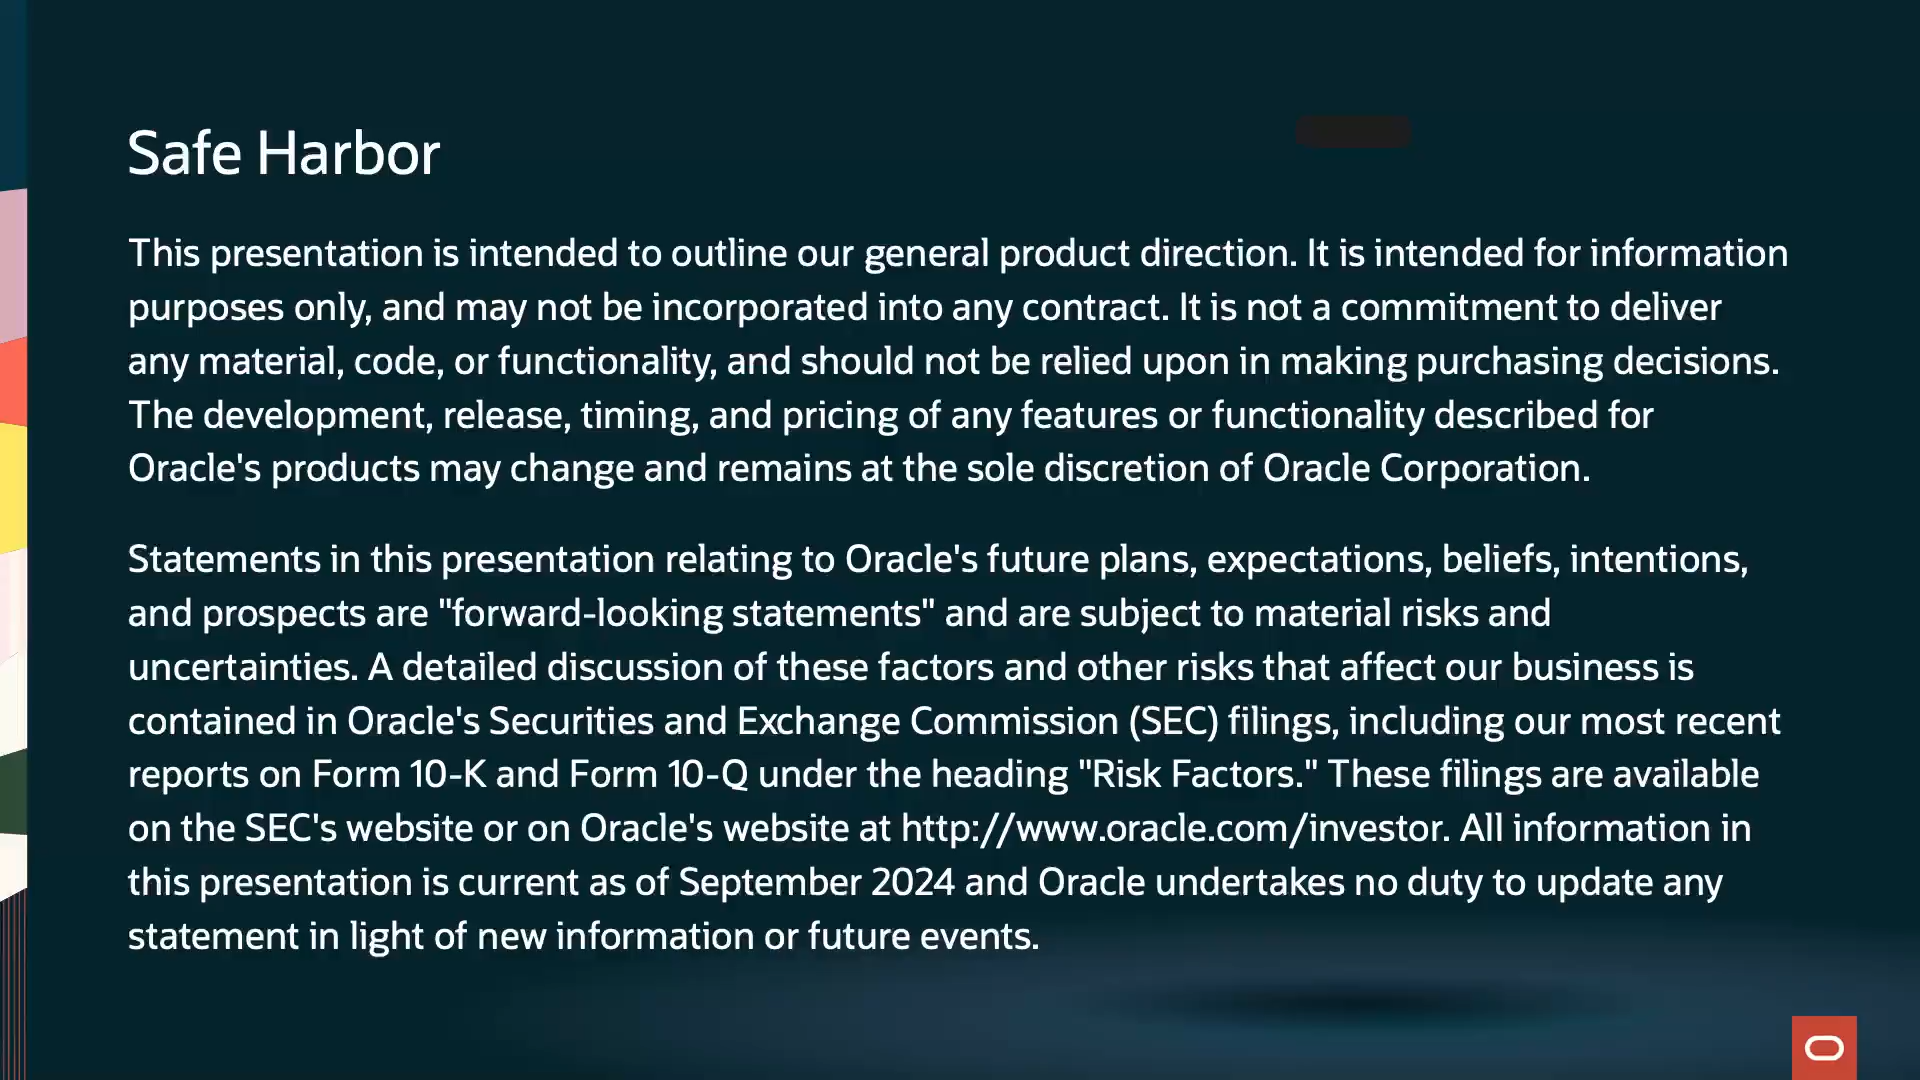 Safe Harbor
This presentation is intended to outline our general product direction. It is intended for information
purposes only, and may not be incorporated into any contract. It is not a commitment to deliver
any material, code, or functionality, and should not be relied upon in making purchasing decisions.
The development, release, timing, and pricing of any features or functionality described for
Oracle's products may change and remains at the sole discretion of Oracle Corporation.
Statements in this presentation relating to Oracle's future plans, expectations, beliefs, intentions,
and prospects are "forward-looking statements" and are subject to material risks and
uncertainties. A detailed discussion of these factors and other risks that affect our business is
contained in Oracle's Securities and Exchange Commission (SEC) filings, including our most recent
reports on Form 10-K and Form 10-Q under the heading "Risk Factors." These filings are available
on the SEC's website or on Oracle's website at http://www.oracle.com/investor. All information in
this presentation is current as of September 2024 and Oracle undertakes no duty to update any
statement in light of new information or future events.